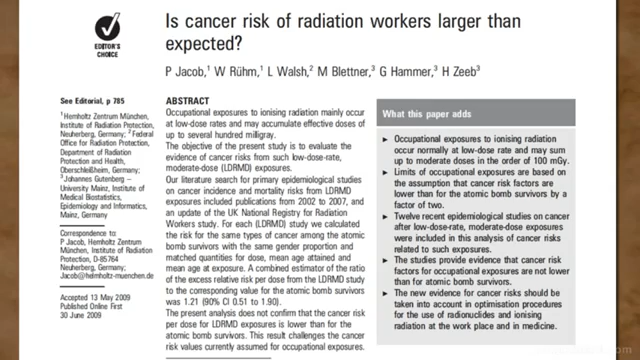 Is cancer risk of radiation workers larger than
expected?
EDITOR'S
CHOICE
P Jacob,¹ W Rühm,¹ L Walsh,² M Blettner,³ G Hammer,³ H Zeeb³
See Editorial, p 785
¹ Helmholtz Zentrum München,
Institute of Radiation Protection,
Neuherberg, Germany; ² Federal
Office for Radiation Protection,
Department of Radiation
Protection and Health,
Oberschleißheim, Germany;
³ Johannes Gutenberg –
University Mainz, Institute of
Medical Biostatistics,
Epidemiology and Informatics,
Mainz, Germany
Correspondence to:
P Jacob, Helmholtz Zentrum
München, Institute of Radiation
Protection, D-85764
Neuherberg, Germany;
Jacob@helmholtz-muenchen.de
Accepted 13 May 2009
Published Online First
30 June 2009
ABSTRACT
Occupational exposures to ionising radiation mainly occur
at low-dose rates and may accumulate effective doses of
up to several hundred milligray.
The objective of the present study is to evaluate the
evidence of cancer risks from such low-dose-rate,
moderate-dose (LDRMD) exposures.
Our literature search for primary epidemiological studies
on cancer incidence and mortality risks from LDRMD
exposures included publications from 2002 to 2007, and
an update of the UK National Registry for Radiation
Workers study. For each (LDRMD) study we calculated
the risk for the same types of cancer among the atomic
bomb survivors with the same gender proportion and
matched quantities for dose, mean age attained and
mean age at exposure. A combined estimator of the ratio
of the excess relative risk per dose from the LDRMD study
to the corresponding value for the atomic bomb survivors
was 1.21 (90% CI 0.51 to 1.90).
The present analysis does not confirm that the cancer risk
per dose for LDRMD exposures is lower than for the
atomic bomb survivors. This result challenges the cancer
risk values currently assumed for occupational exposures.
What this paper adds
► Occupational exposures to ionising radiation
occur normally at low-dose rate and may sum
up to moderate doses in the order of 100 mGy.
► Limits of occupational exposures are based on
the assumption that cancer risk factors are
lower than for the atomic bomb survivors by a
factor of two.
► Twelve recent epidemiological studies on cancer
after low-dose-rate, moderate-dose exposures
were included in this analysis of cancer risks
related to such exposures.
► The studies provide evidence that cancer risk
factors for occupational exposures are not lower
than for atomic bomb survivors.
► The new evidence for cancer risks should be
taken into account in optimisation procedures
for the use of radionuclides and ionising
radiation at the work place and in medicine.